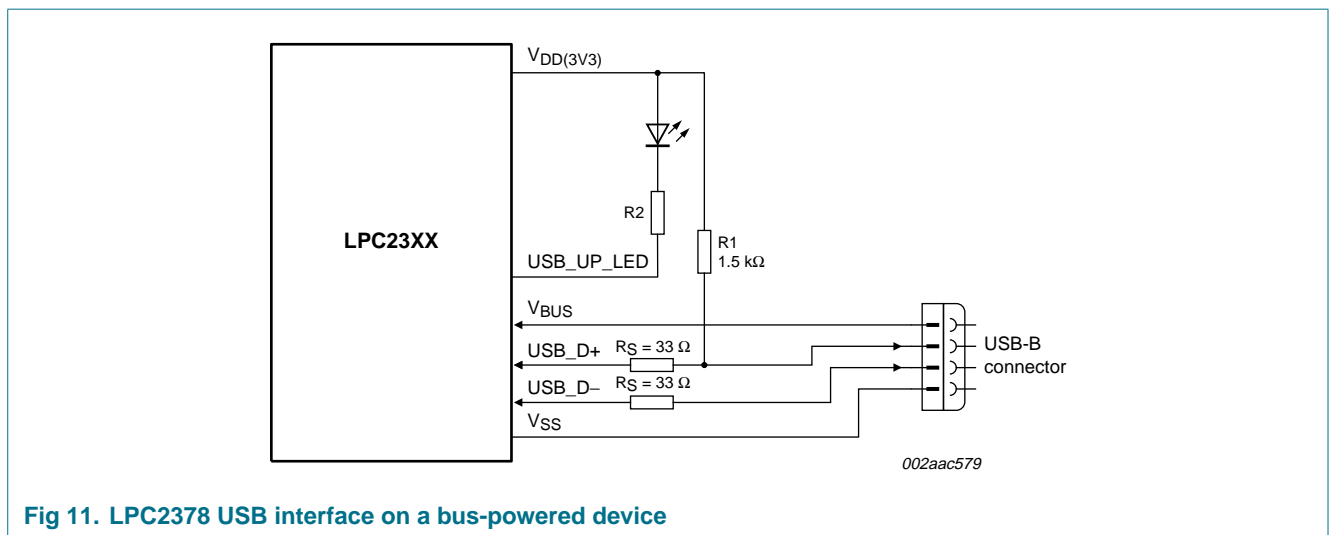 VDD(3V3)
R2
R1
1.5 kΩ
LPC23XX
USB_UP_LED
VBUS
USB_D+
RS = 33 Ω
USB-B
connector
USB_D−
RS = 33 Ω
VSS
002aac579
Fig 11. LPC2378 USB interface on a bus-powered device